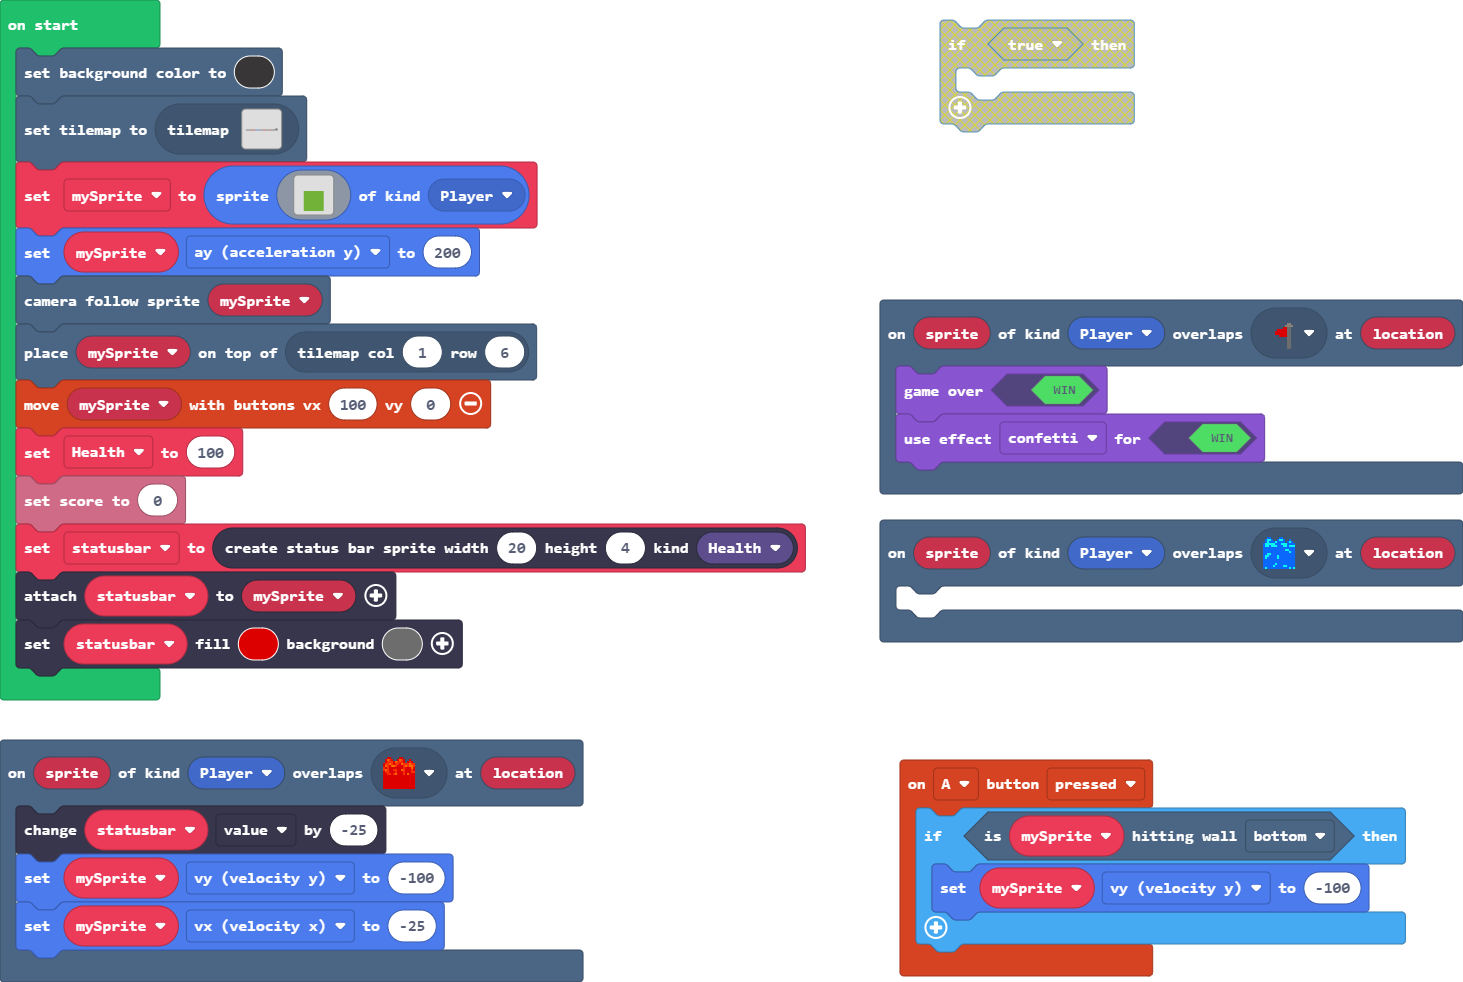 on start
set background color to
set tilemap to tilemap
set mySprite to sprite of kind Player
set mySprite ay (acceleration y) to 200
camera follow sprite mySprite
place mySprite on top of tilemap col 1 row 6
move mySprite with buttons vx 100 vy 0
set Health to 100
set score to 0
set statusbar to create status bar sprite width 20 height 4 kind Health
attach statusbar to mySprite
set statusbar fill background
on sprite of kind Player overlaps at location
change statusbar value by -25
set mySprite vy (velocity y) to -100
set mySprite vx (velocity x) to -25
if true then
on sprite of kind Player overlaps at location
game over WIN
use effect confetti for WIN
on sprite of kind Player overlaps at location
on A button pressed
if is mySprite hitting wall bottom then
set mySprite vy (velocity y) to -100